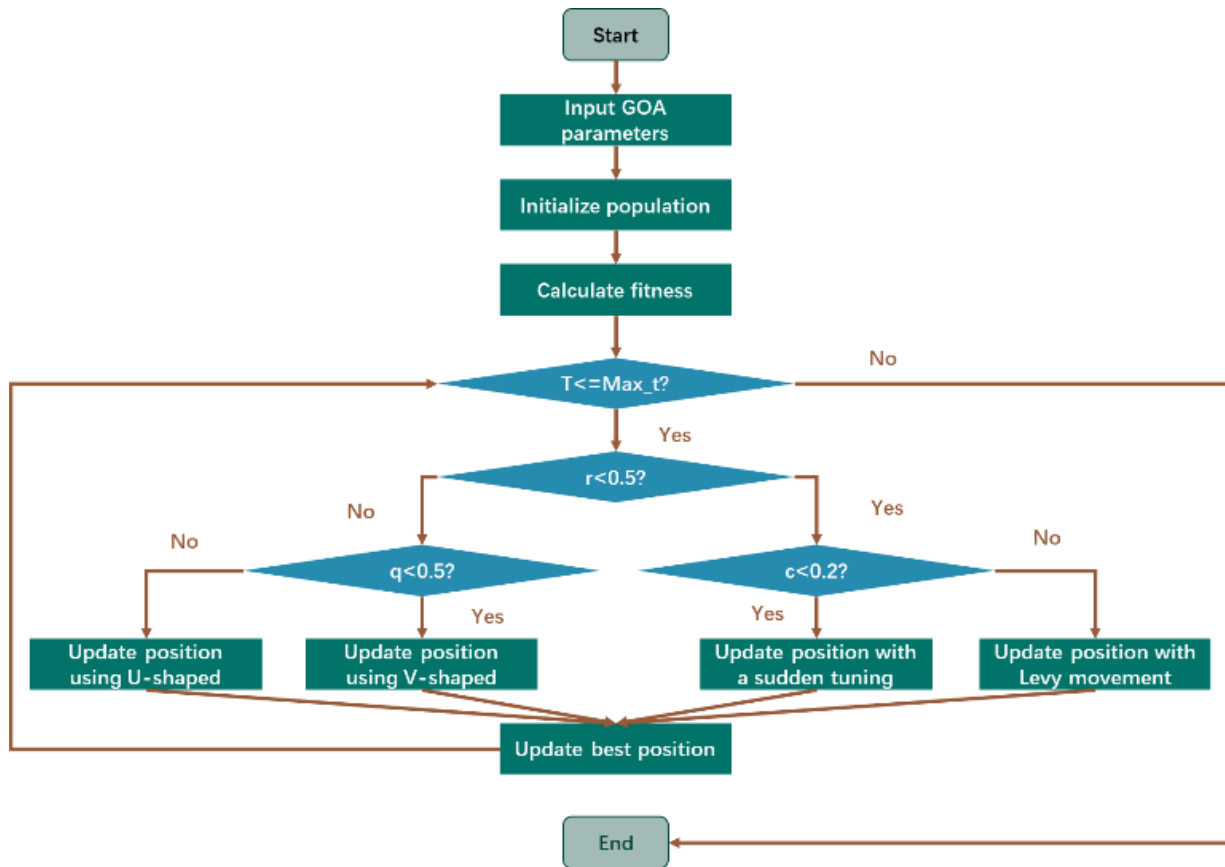 Start
Input GOA
parameters
Initialize population
Calculate fitness
T<=Max_t?
No
Yes
r<0.5?
No
Yes
No
q<0.5?
c<0.2?
No
Yes
Yes
Update position
using U-shaped
Update position
using V-shaped
Update position with
a sudden tuning
Update position with
Levy movement
Update best position
End